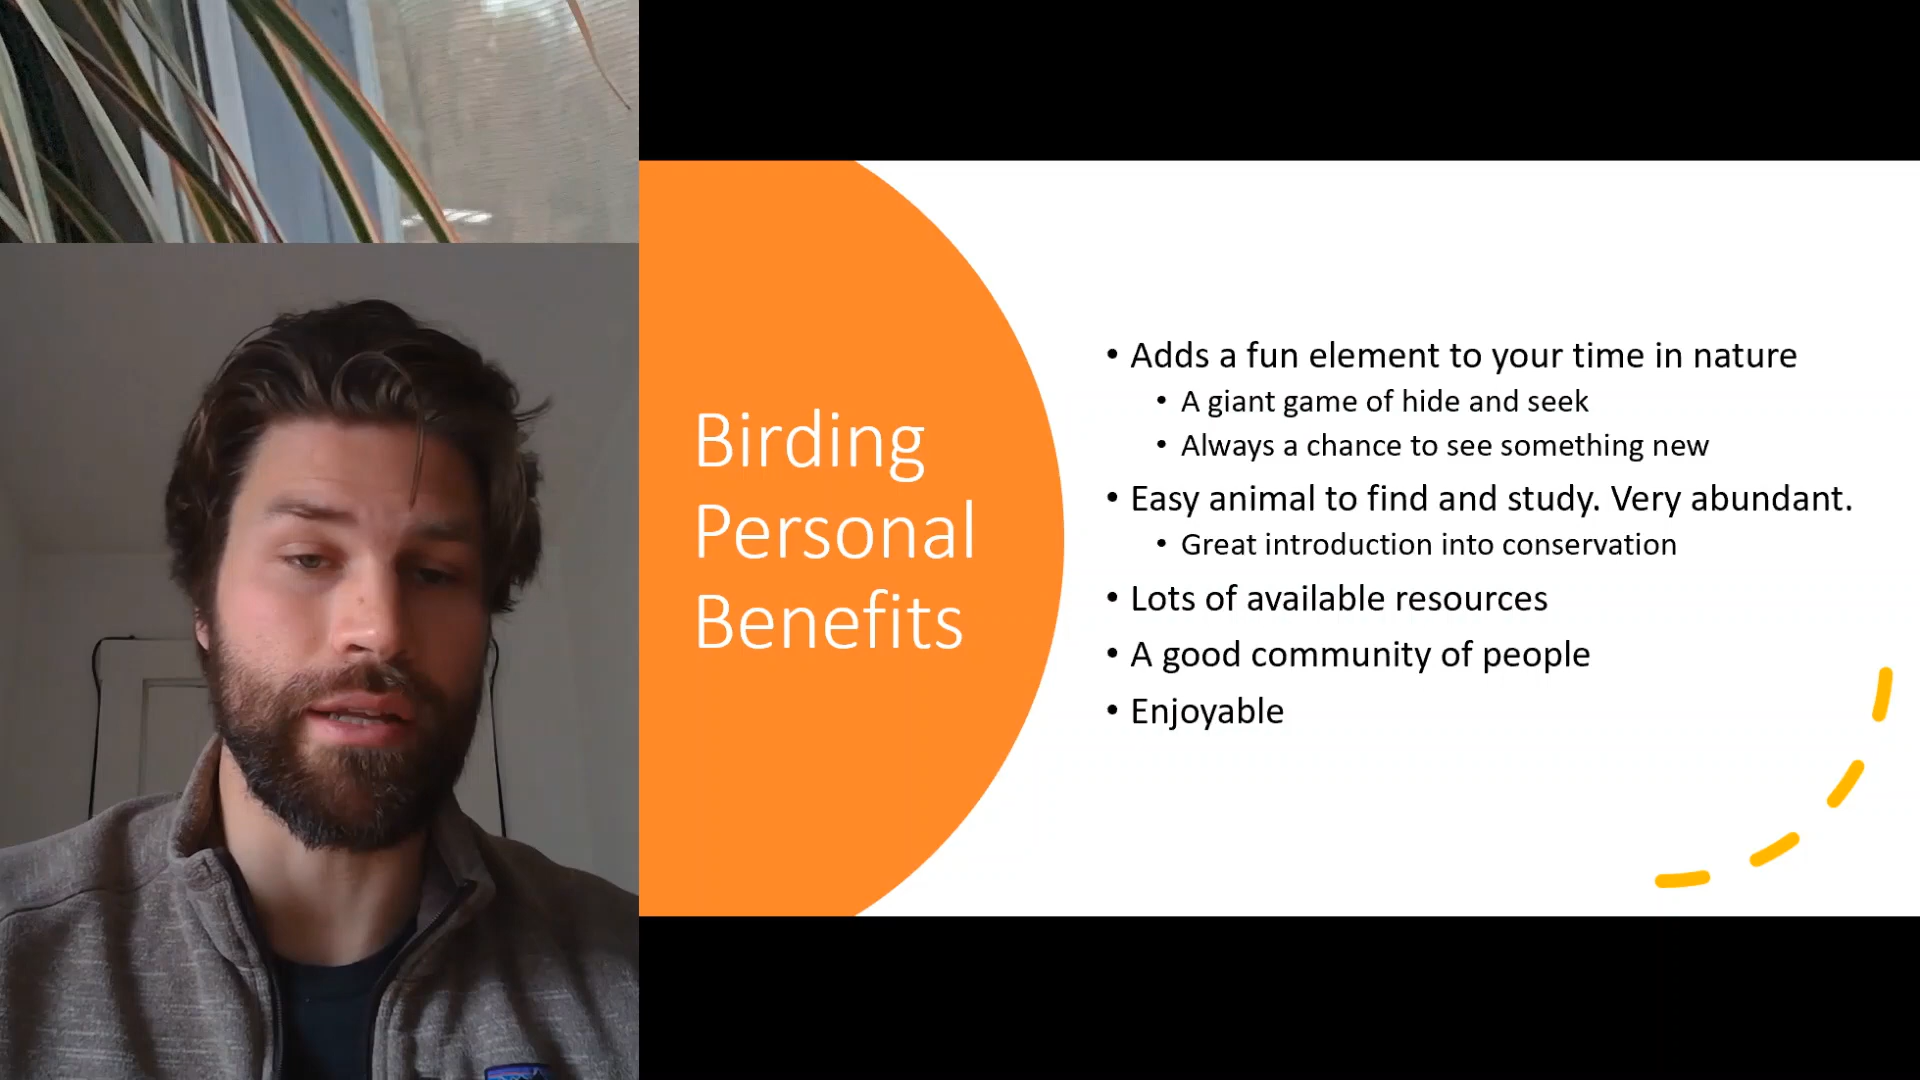 Birding
Personal
Benefits
• Adds a fun element to your time in nature
• A giant game of hide and seek
• Always a chance to see something new
• Easy animal to find and study. Very abundant.
• Great introduction into conservation
• Lots of available resources
• A good community of people
• Enjoyable